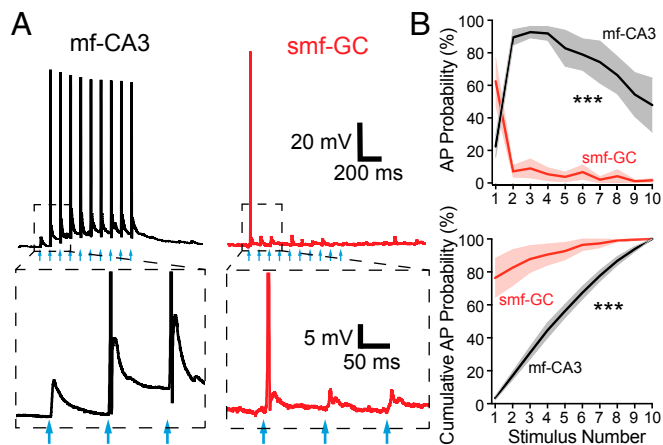 A
mf-CA3
smf-GC
20 mV
200 ms
5 mV
50 ms
B
AP Probability (%)
100
80
60
40
20
0
mf-CA3
***
smf-GC
1 2 3 4 5 6 7 8 9 10
Cumulative AP Probability (%)
100
80
60
40
20
0
smf-GC
***
mf-CA3
1 2 3 4 5 6 7 8 9 10
Stimulus Number